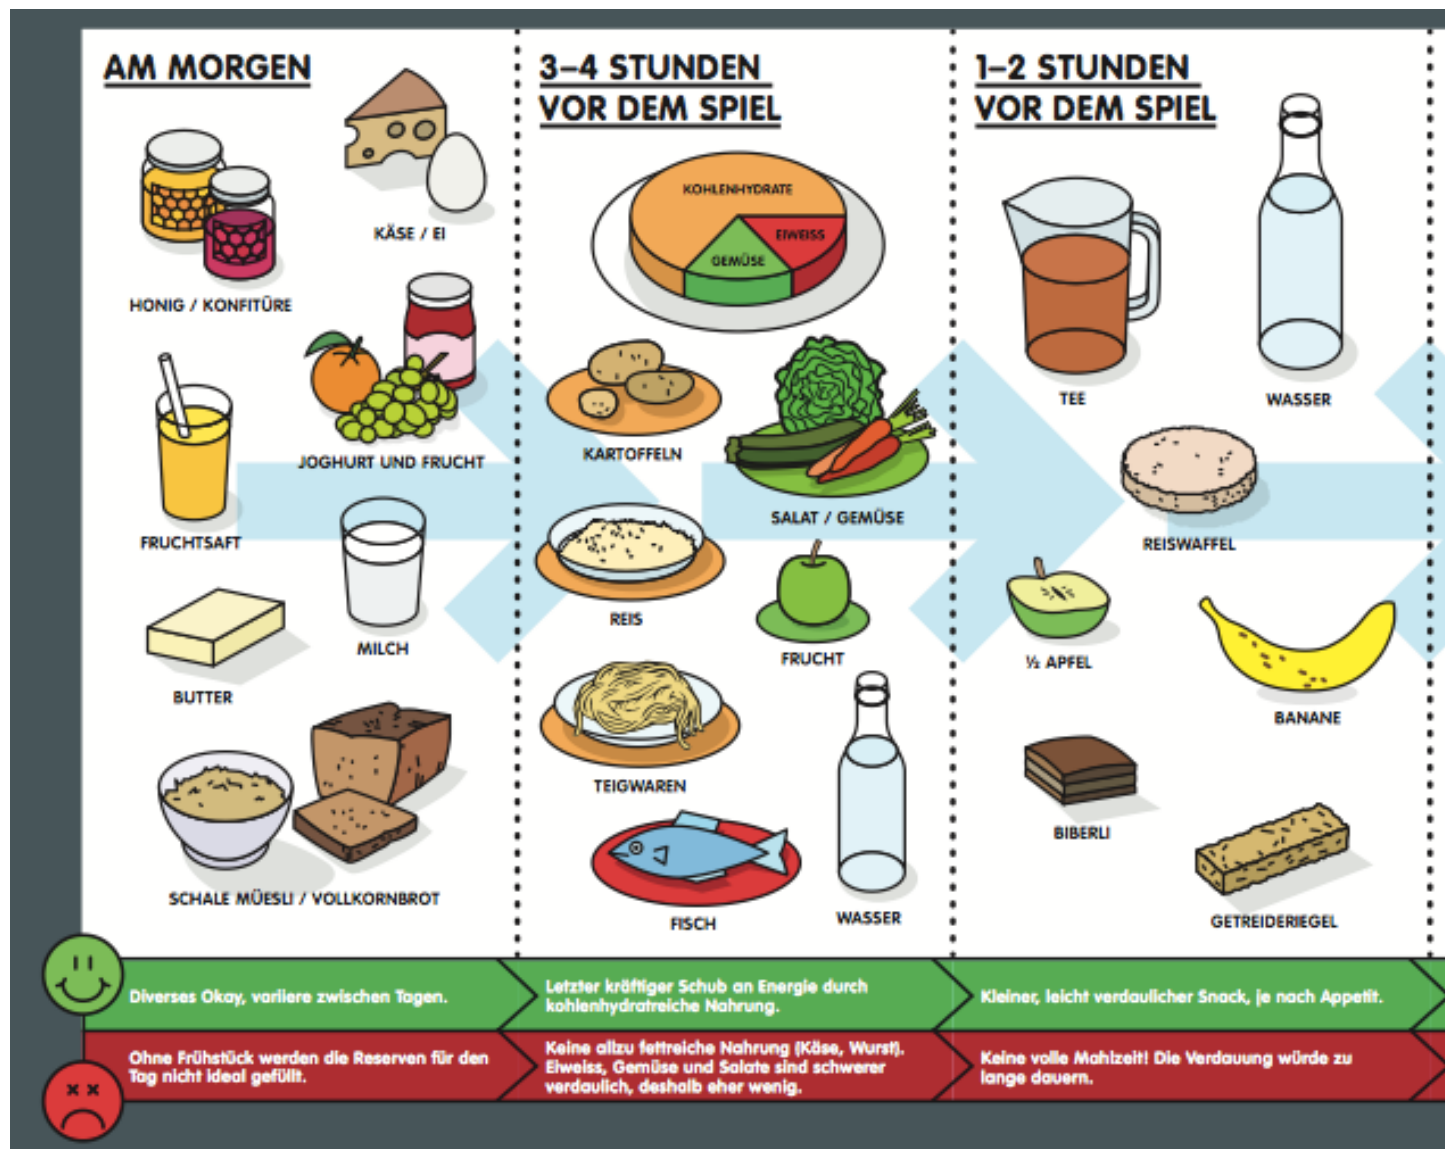 AM MORGEN
KÄSE / EI
HONIG / KONFITÜRE
JOGHURT UND FRUCHT
FRUCHTSAFT
MILCH
BUTTER
SCHALE MÜESLI / VOLLKORNBROT
3–4 STUNDEN
VOR DEM SPIEL
KOHLENHYDRATE
EIWEISS
GEMÜSE
KARTOFFELN
SALAT / GEMÜSE
REIS
FRUCHT
TEIGWAREN
FISCH
WASSER
1–2 STUNDEN
VOR DEM SPIEL
TEE
WASSER
REISWAFFEL
½ APFEL
BANANE
BIBERLI
GETREIDERIEGEL
Diverses Okay, variiere zwischen Tagen.
Letzter kräftiger Schub an Energie durch
kohlenhydratreiche Nahrung.
Kleiner, leicht verdaulicher Snack, je nach Appetit.
Ohne Frühstück werden die Reserven für den
Tag nicht ideal gefüllt.
Keine allzu fettreiche Nahrung (Käse, Wurst).
Eiweiss, Gemüse und Salate sind schwerer
verdaulich, deshalb eher wenig.
Keine volle Mahlzeit! Die Verdauung würde zu
lange dauern.